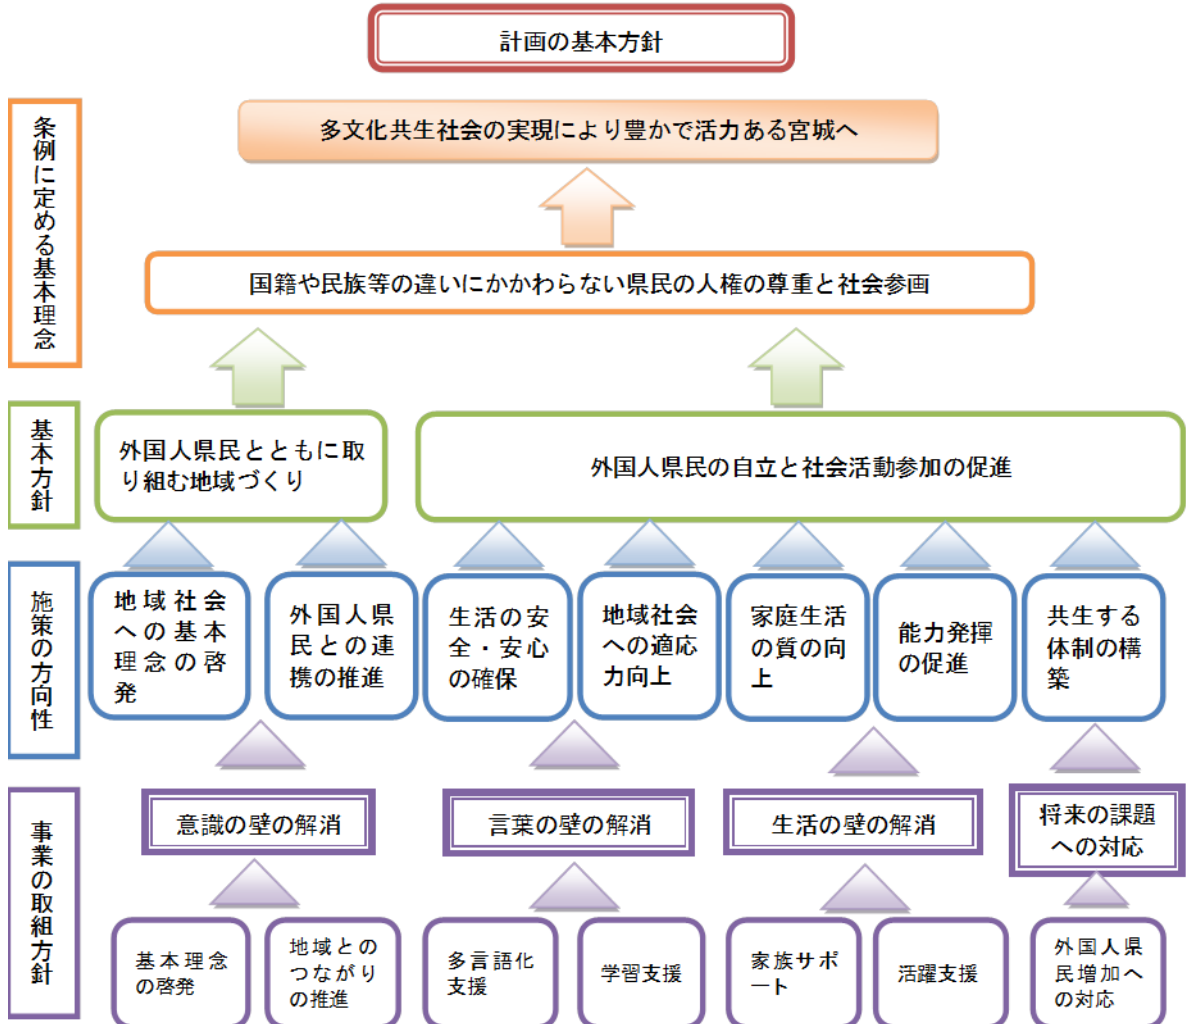 計画の基本方針
条例に定める基本理念
多文化共生社会の実現により豊かで活力ある宮城へ
国籍や民族等の違いにかかわらない県民の人権の尊重と社会参画
基本方針
外国人県民とともに取
り組む地域づくり
外国人県民の自立と社会活動参加の促進
施策の方向性
地域社会
への基本
理念の啓
発
外国人県
民との連
携の推進
生活の安
全・安心
の確保
地域社会
への適応
力向上
家庭生活
の質の向
上
能力発揮
の促進
共生する
体制の構
築
事業の取組方針
意識の壁の解消
言葉の壁の解消
生活の壁の解消
将来の課題
への対応
基本理念
の啓発
地域との
つながり
の推進
多言語化
支援
学習支援
家族サポ
ート
活躍支援
外国人県
民増加へ
の対応